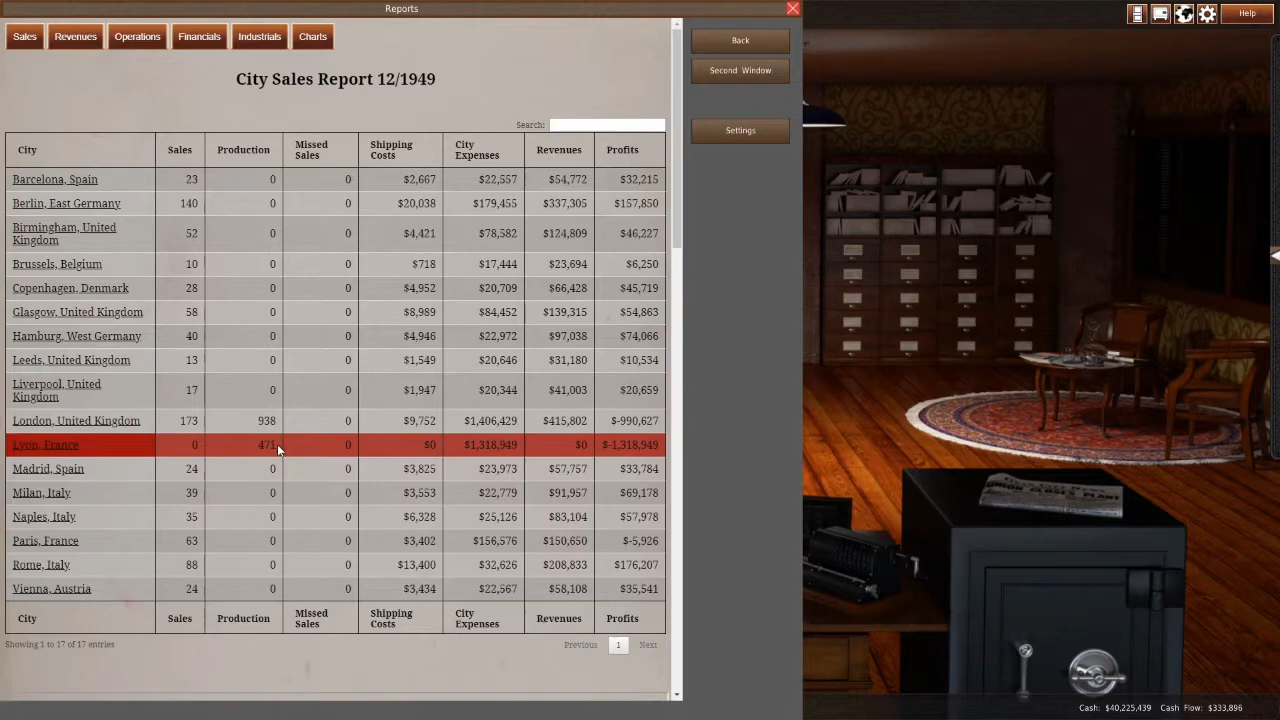 Reports
Help
Sales Revenues Operations Financials Industrials Charts
Back
Second Window
Settings
City Sales Report 12/1949
Search:
City Sales Production Missed Sales Shipping Costs City Expenses Revenues Profits
Barcelona, Spain 23 0 0 $2,667 $22,557 $54,772 $32,215
Berlin, East Germany 140 0 0 $20,038 $179,455 $337,305 $157,850
Birmingham, United Kingdom 52 0 0 $4,421 $78,582 $124,809 $46,227
Brussels, Belgium 10 0 0 $718 $17,444 $23,694 $6,250
Copenhagen, Denmark 28 0 0 $4,952 $20,709 $66,428 $45,719
Glasgow, United Kingdom 58 0 0 $8,989 $84,452 $139,315 $54,863
Hamburg, West Germany 40 0 0 $4,946 $22,972 $97,038 $74,066
Leeds, United Kingdom 13 0 0 $1,549 $20,646 $31,180 $10,534
Liverpool, United Kingdom 17 0 0 $1,947 $20,344 $41,003 $20,659
London, United Kingdom 173 938 0 $9,752 $1,406,429 $415,802 $-990,627
Lyon, France 0 471 0 $0 $1,318,949 $0 $-1,318,949
Madrid, Spain 24 0 0 $3,825 $23,973 $57,757 $33,784
Milan, Italy 39 0 0 $3,553 $22,779 $91,957 $69,178
Naples, Italy 35 0 0 $6,328 $25,126 $83,104 $57,978
Paris, France 63 0 0 $3,402 $156,576 $150,650 $-5,926
Rome, Italy 88 0 0 $13,400 $32,626 $208,833 $176,207
Vienna, Austria 24 0 0 $3,434 $22,567 $58,108 $35,541
City Sales Production Missed Sales Shipping Costs City Expenses Revenues Profits
Showing 1 to 17 of 17 entries
Previous 1 Next
Cash: $40,225,439 Cash Flow: $333,896